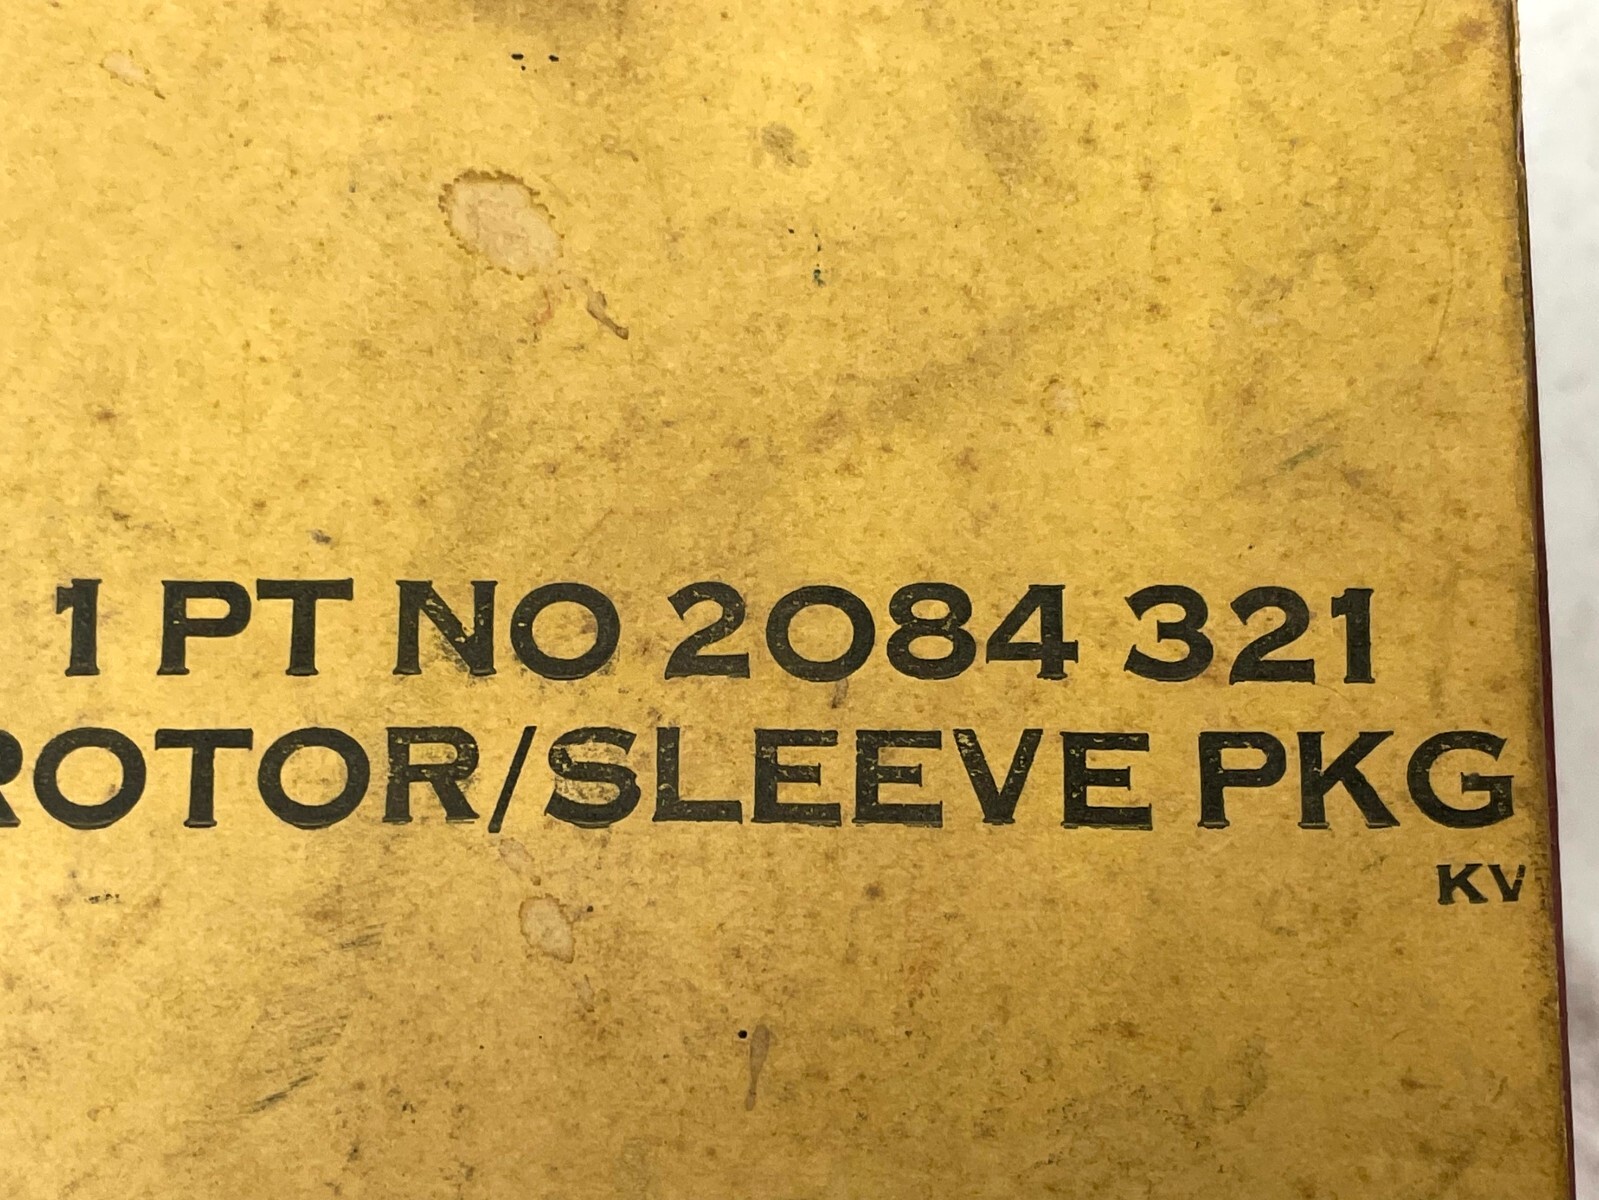 1 PT NO 2084 321
ROTOR/SLEEVE PKG
KV